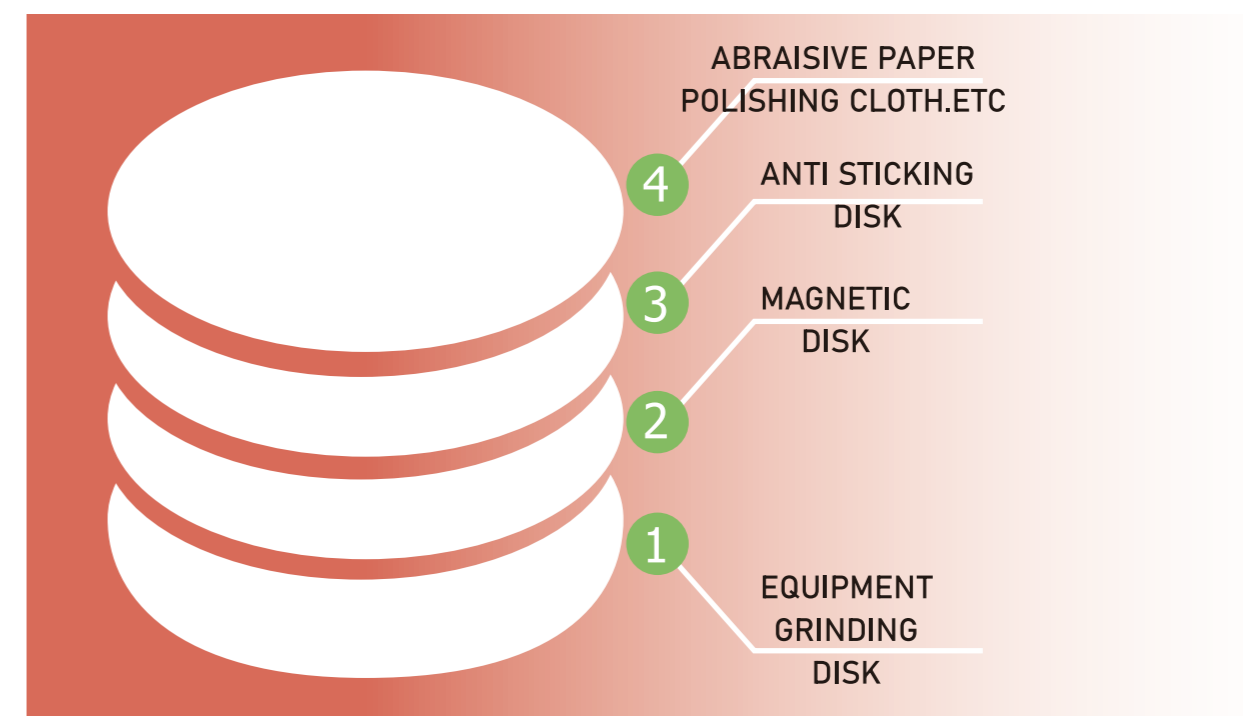 ABRAISIVE PAPER
POLISHING CLOTH.ETC
4
ANTI STICKING
DISK
3
MAGNETIC
DISK
2
1
EQUIPMENT
GRINDING
DISK